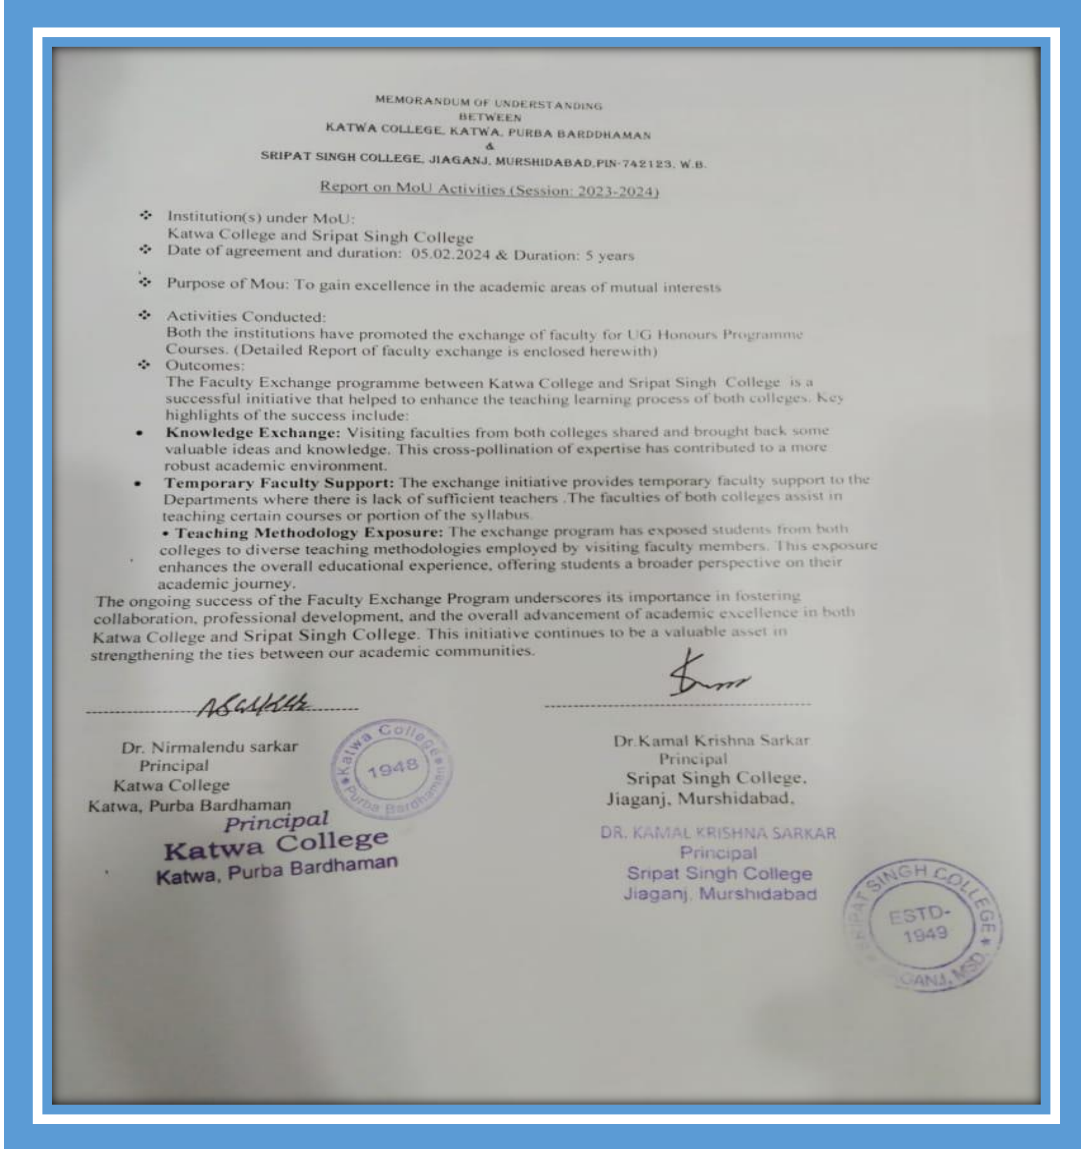 MEMORANDUM OF UNDERSTANDING
BETWEEN
KATWA COLLEGE, KATWA, PURBA BARDDHAMAN
&
SRIPAT SINGH COLLEGE, JIAGANJ, MURSHIDABAD,PIN-742123, W.B.
Report on MoU Activities (Session: 2023-2024)
❖ Institution(s) under MoU:
Katwa College and Sripat Singh College
❖ Date of agreement and duration: 05.02.2024 & Duration: 5 years
❖ Purpose of Mou: To gain excellence in the academic areas of mutual interests
❖ Activities Conducted:
Both the institutions have promoted the exchange of faculty for UG Honours Programme
Courses. (Detailed Report of faculty exchange is enclosed herewith)
❖ Outcomes:
The Faculty Exchange programme between Katwa College and Sripat Singh College is a
successful initiative that helped to enhance the teaching learning process of both colleges. Key
highlights of the success include:
• Knowledge Exchange: Visiting faculties from both colleges shared and brought back some
valuable ideas and knowledge. This cross-pollination of expertise has contributed to a more
robust academic environment.
• Temporary Faculty Support: The exchange initiative provides temporary faculty support to the
Departments where there is lack of sufficient teachers .The faculties of both colleges assist in
teaching certain courses or portion of the syllabus.
• Teaching Methodology Exposure: The exchange program has exposed students from both
colleges to diverse teaching methodologies employed by visiting faculty members. This exposure
enhances the overall educational experience, offering students a broader perspective on their
academic journey.
The ongoing success of the Faculty Exchange Program underscores its importance in fostering
collaboration, professional development, and the overall advancement of academic excellence in both
Katwa College and Sripat Singh College. This initiative continues to be a valuable asset in
strengthening the ties between our academic communities.
Dr. Nirmalendu sarkar
Principal
Katwa College
Katwa, Purba Bardhaman
Principal
Katwa College
Katwa, Purba Bardhaman
Katwa College
1948
Purba Bardhaman
Dr.Kamal Krishna Sarkar
Principal
Sripat Singh College,
Jiaganj, Murshidabad,
DR. KAMAL KRISHNA SARKAR
Principal
Sripat Singh College
Jiaganj, Murshidabad
SRIPAT SINGH COLLEGE
ESTD-
1949
JIAGANJ, MSD.